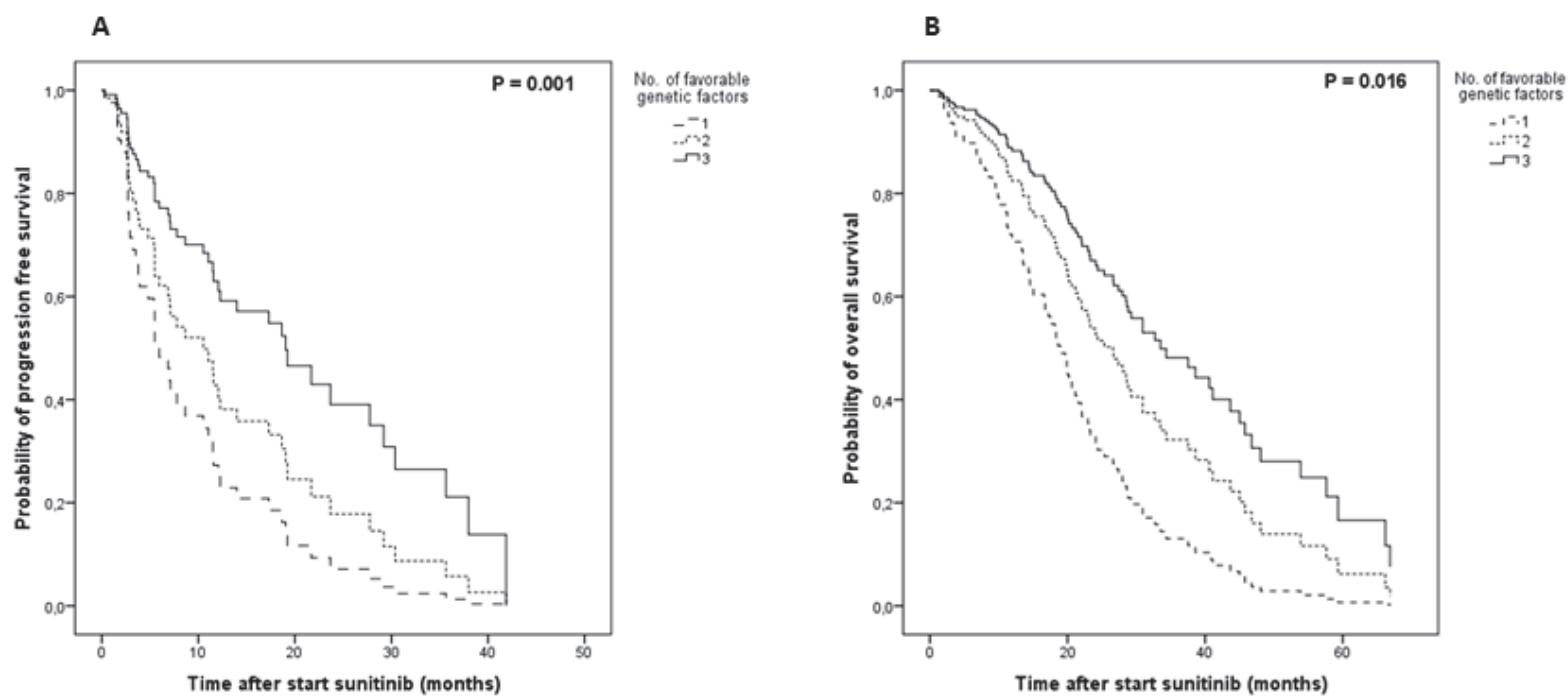 A
P = 0.001
No. of favorable
genetic factors
1
2
3
1,0
0,8
0,6
0,4
0,2
0,0
Probability of progression free survival
0 10 20 30 40 50
Time after start sunitinib (months)
B
P = 0.016
No. of favorable
genetic factors
1
2
3
1,0
0,8
0,6
0,4
0,2
0,0
Probability of overall survival
0 20 40 60
Time after start sunitinib (months)